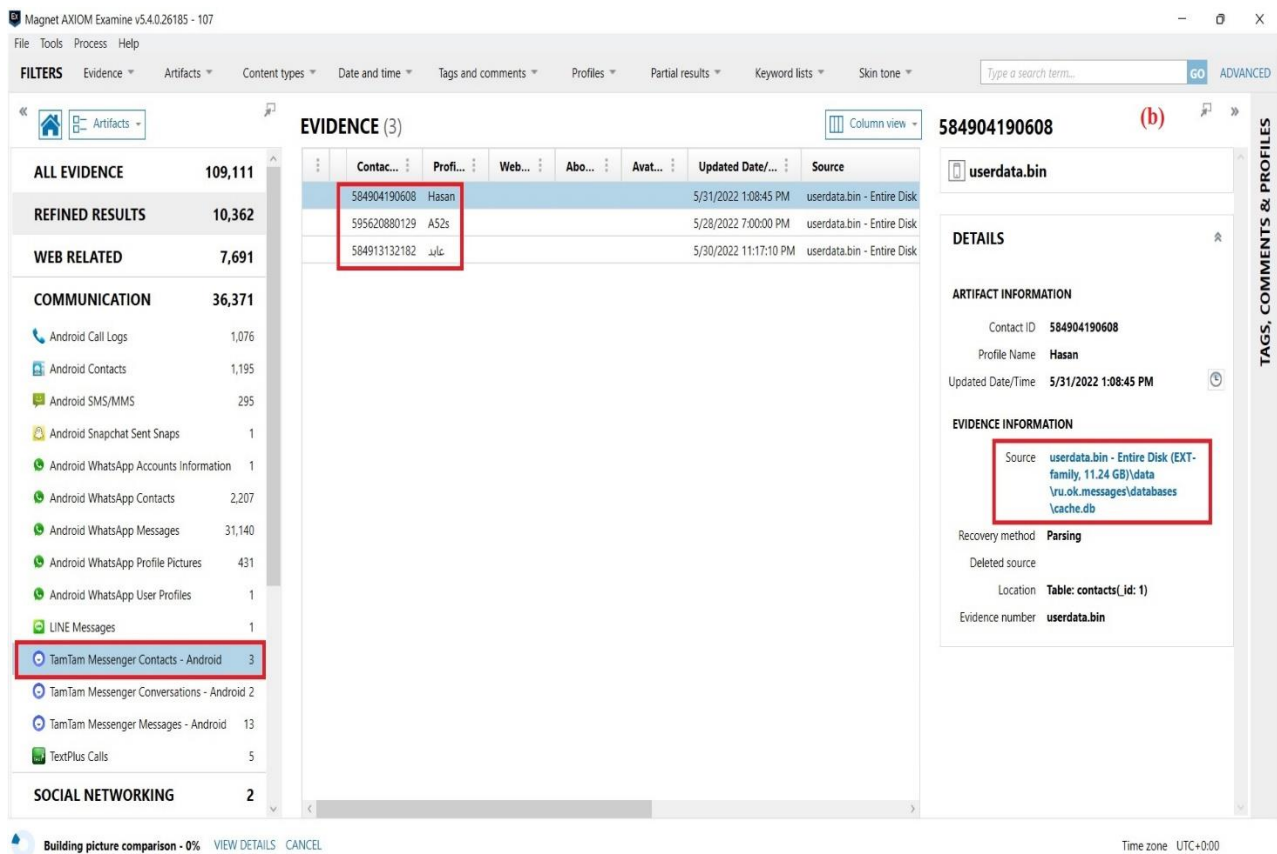 Magnet AXIOM Examine v5.4.0.26185 - 107
File Tools Process Help
FILTERS Evidence Artifacts Content types Date and time Tags and comments Profiles Partial results Keyword lists Skin tone Type a search term... GO ADVANCED
Artifacts
ALL EVIDENCE 109,111
REFINED RESULTS 10,362
WEB RELATED 7,691
COMMUNICATION 36,371
Android Call Logs 1,076
Android Contacts 1,195
Android SMS/MMS 295
Android Snapchat Sent Snaps 1
Android WhatsApp Accounts Information 1
Android WhatsApp Contacts 2,207
Android WhatsApp Messages 31,140
Android WhatsApp Profile Pictures 431
Android WhatsApp User Profiles 1
LINE Messages 1
TamTam Messenger Contacts - Android 3
TamTam Messenger Conversations - Android 2
TamTam Messenger Messages - Android 13
TextPlus Calls 5
SOCIAL NETWORKING 2
EVIDENCE (3)
Column view
Contac... Profi... Web... Abo... Avat... Updated Date/... Source
584904190608 Hasan 5/31/2022 1:08:45 PM userdata.bin - Entire Disk
595620880129 A52s 5/28/2022 7:00:00 PM userdata.bin - Entire Disk
584913132182 عابد 5/30/2022 11:17:10 PM userdata.bin - Entire Disk
584904190608
(b)
userdata.bin
DETAILS
ARTIFACT INFORMATION
Contact ID 584904190608
Profile Name Hasan
Updated Date/Time 5/31/2022 1:08:45 PM
EVIDENCE INFORMATION
Source userdata.bin - Entire Disk (EXT-
family, 11.24 GB)\data
\ru.ok.messages\databases
\cache.db
Recovery method Parsing
Deleted source
Location Table: contacts(_id: 1)
Evidence number userdata.bin
TAGS, COMMENTS & PROFILES
Building picture comparison - 0% VIEW DETAILS CANCEL
Time zone UTC+0:00